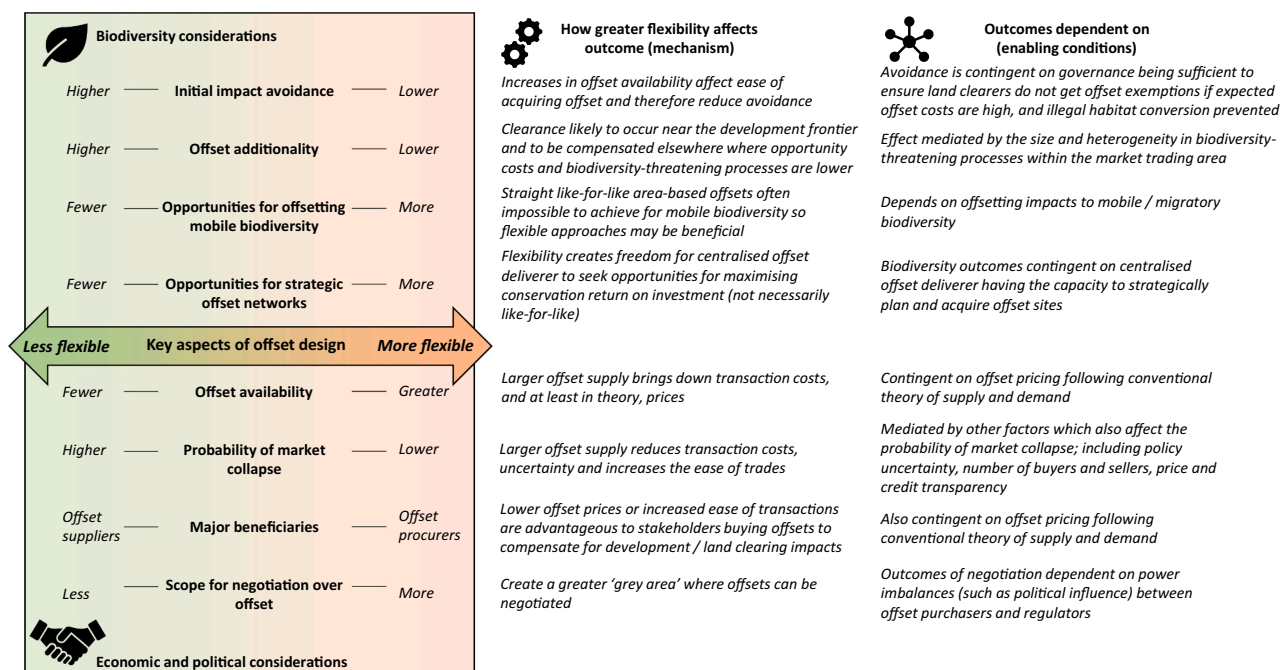 Biodiversity considerations
How greater flexibility affects
outcome (mechanism)
Outcomes dependent on
(enabling conditions)
Higher
Initial impact avoidance
Lower
Increases in offset availability affect ease of
acquiring offset and therefore reduce avoidance
Avoidance is contingent on governance being sufficient to
ensure land clearers do not get offset exemptions if expected
offset costs are high, and illegal habitat conversion prevented
Higher
Offset additionality
Lower
Clearance likely to occur near the development frontier
and to be compensated elsewhere where opportunity
costs and biodiversity-threatening processes are lower
Effect mediated by the size and heterogeneity in biodiversity-
threatening processes within the market trading area
Fewer
Opportunities for offsetting
mobile biodiversity
More
Straight like-for-like area-based offsets often
impossible to achieve for mobile biodiversity so
flexible approaches may be beneficial
Depends on offsetting impacts to mobile / migratory
biodiversity
Fewer
Opportunities for strategic
offset networks
More
Flexibility creates freedom for centralised offset
deliverer to seek opportunities for maximising
conservation return on investment (not necessarily
like-for-like)
Biodiversity outcomes contingent on centralised
offset deliverer having the capacity to strategically
plan and acquire offset sites
Less flexible
Key aspects of offset design
More flexible
Fewer
Offset availability
Greater
Larger offset supply brings down transaction costs,
and at least in theory, prices
Contingent on offset pricing following conventional
theory of supply and demand
Higher
Probability of market
collapse
Lower
Larger offset supply reduces transaction costs,
uncertainty and increases the ease of trades
Mediated by other factors which also affect the
probability of market collapse; including policy
uncertainty, number of buyers and sellers, price and
credit transparency
Offset
suppliers
Major beneficiaries
Offset
procurers
Lower offset prices or increased ease of transactions
are advantageous to stakeholders buying offsets to
compensate for development / land clearing impacts
Also contingent on offset pricing following
conventional theory of supply and demand
Less
Scope for negotiation over
offset
More
Create a greater ‘grey area’ where offsets can be
negotiated
Outcomes of negotiation dependent on power
imbalances (such as political influence) between
offset purchasers and regulators
Economic and political considerations